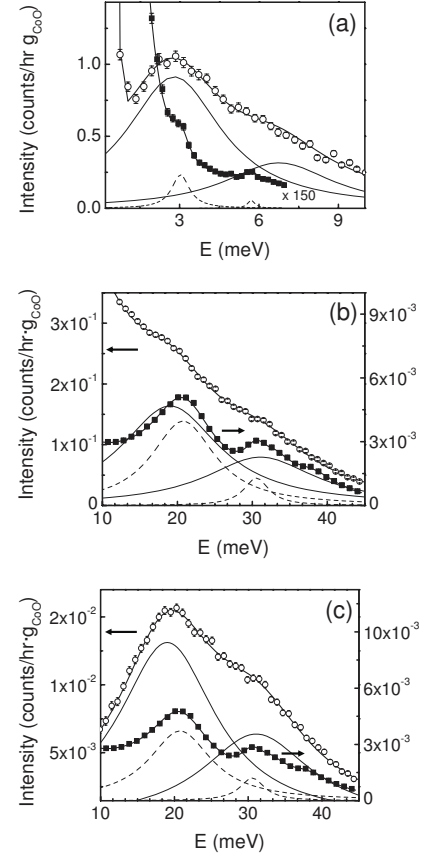 (a)
Intensity (counts/hr g_CoO)
1.0
0.5
0.0
x 150
3 6 9
E (meV)
(b)
Intensity (counts/hr·g_CoO)
3x10⁻¹
2x10⁻¹
1x10⁻¹
0
9x10⁻³
6x10⁻³
3x10⁻³
0
10 20 30 40
E (meV)
(c)
Intensity (counts/hr·g_CoO)
2x10⁻²
1x10⁻²
5x10⁻³
10x10⁻³
6x10⁻³
3x10⁻³
0
10 20 30 40
E (meV)